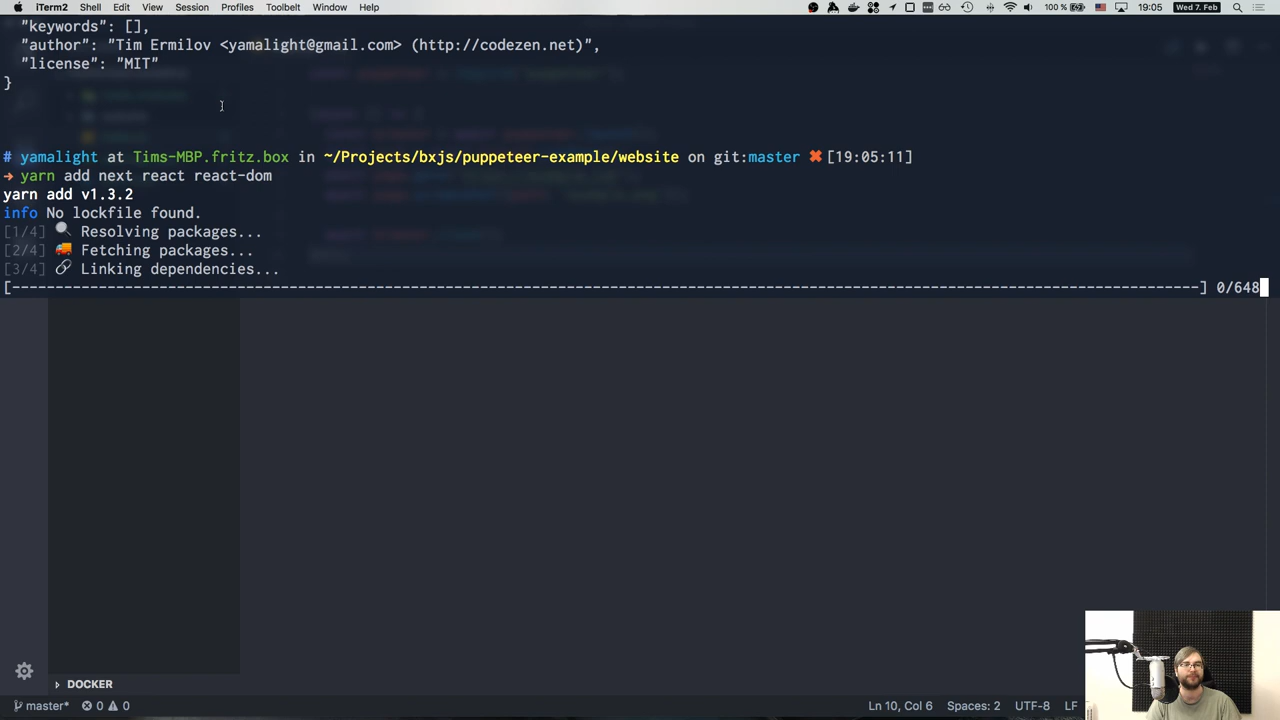 iTerm2 Shell Edit View Session Profiles Toolbelt Window Help 100 % 19:05 Wed 7. Feb
"keywords": [],
"author": "Tim Ermilov <yamalight@gmail.com> (http://codezen.net)",
"license": "MIT"
}
# yamalight at Tims-MBP.fritz.box in ~/Projects/bxjs/puppeteer-example/website on git:master ✖[19:05:11]
➜ yarn add next react react-dom
yarn add v1.3.2
info No lockfile found.
[1/4] 🔍 Resolving packages...
[2/4] 🚚 Fetching packages...
[3/4] 🔗 Linking dependencies...
[----------------------------------------------------------------------------------------------------------------------------------------] 0/648
DOCKER
master* 0 0 Ln 10, Col 6 Spaces: 2 UTF-8 LF